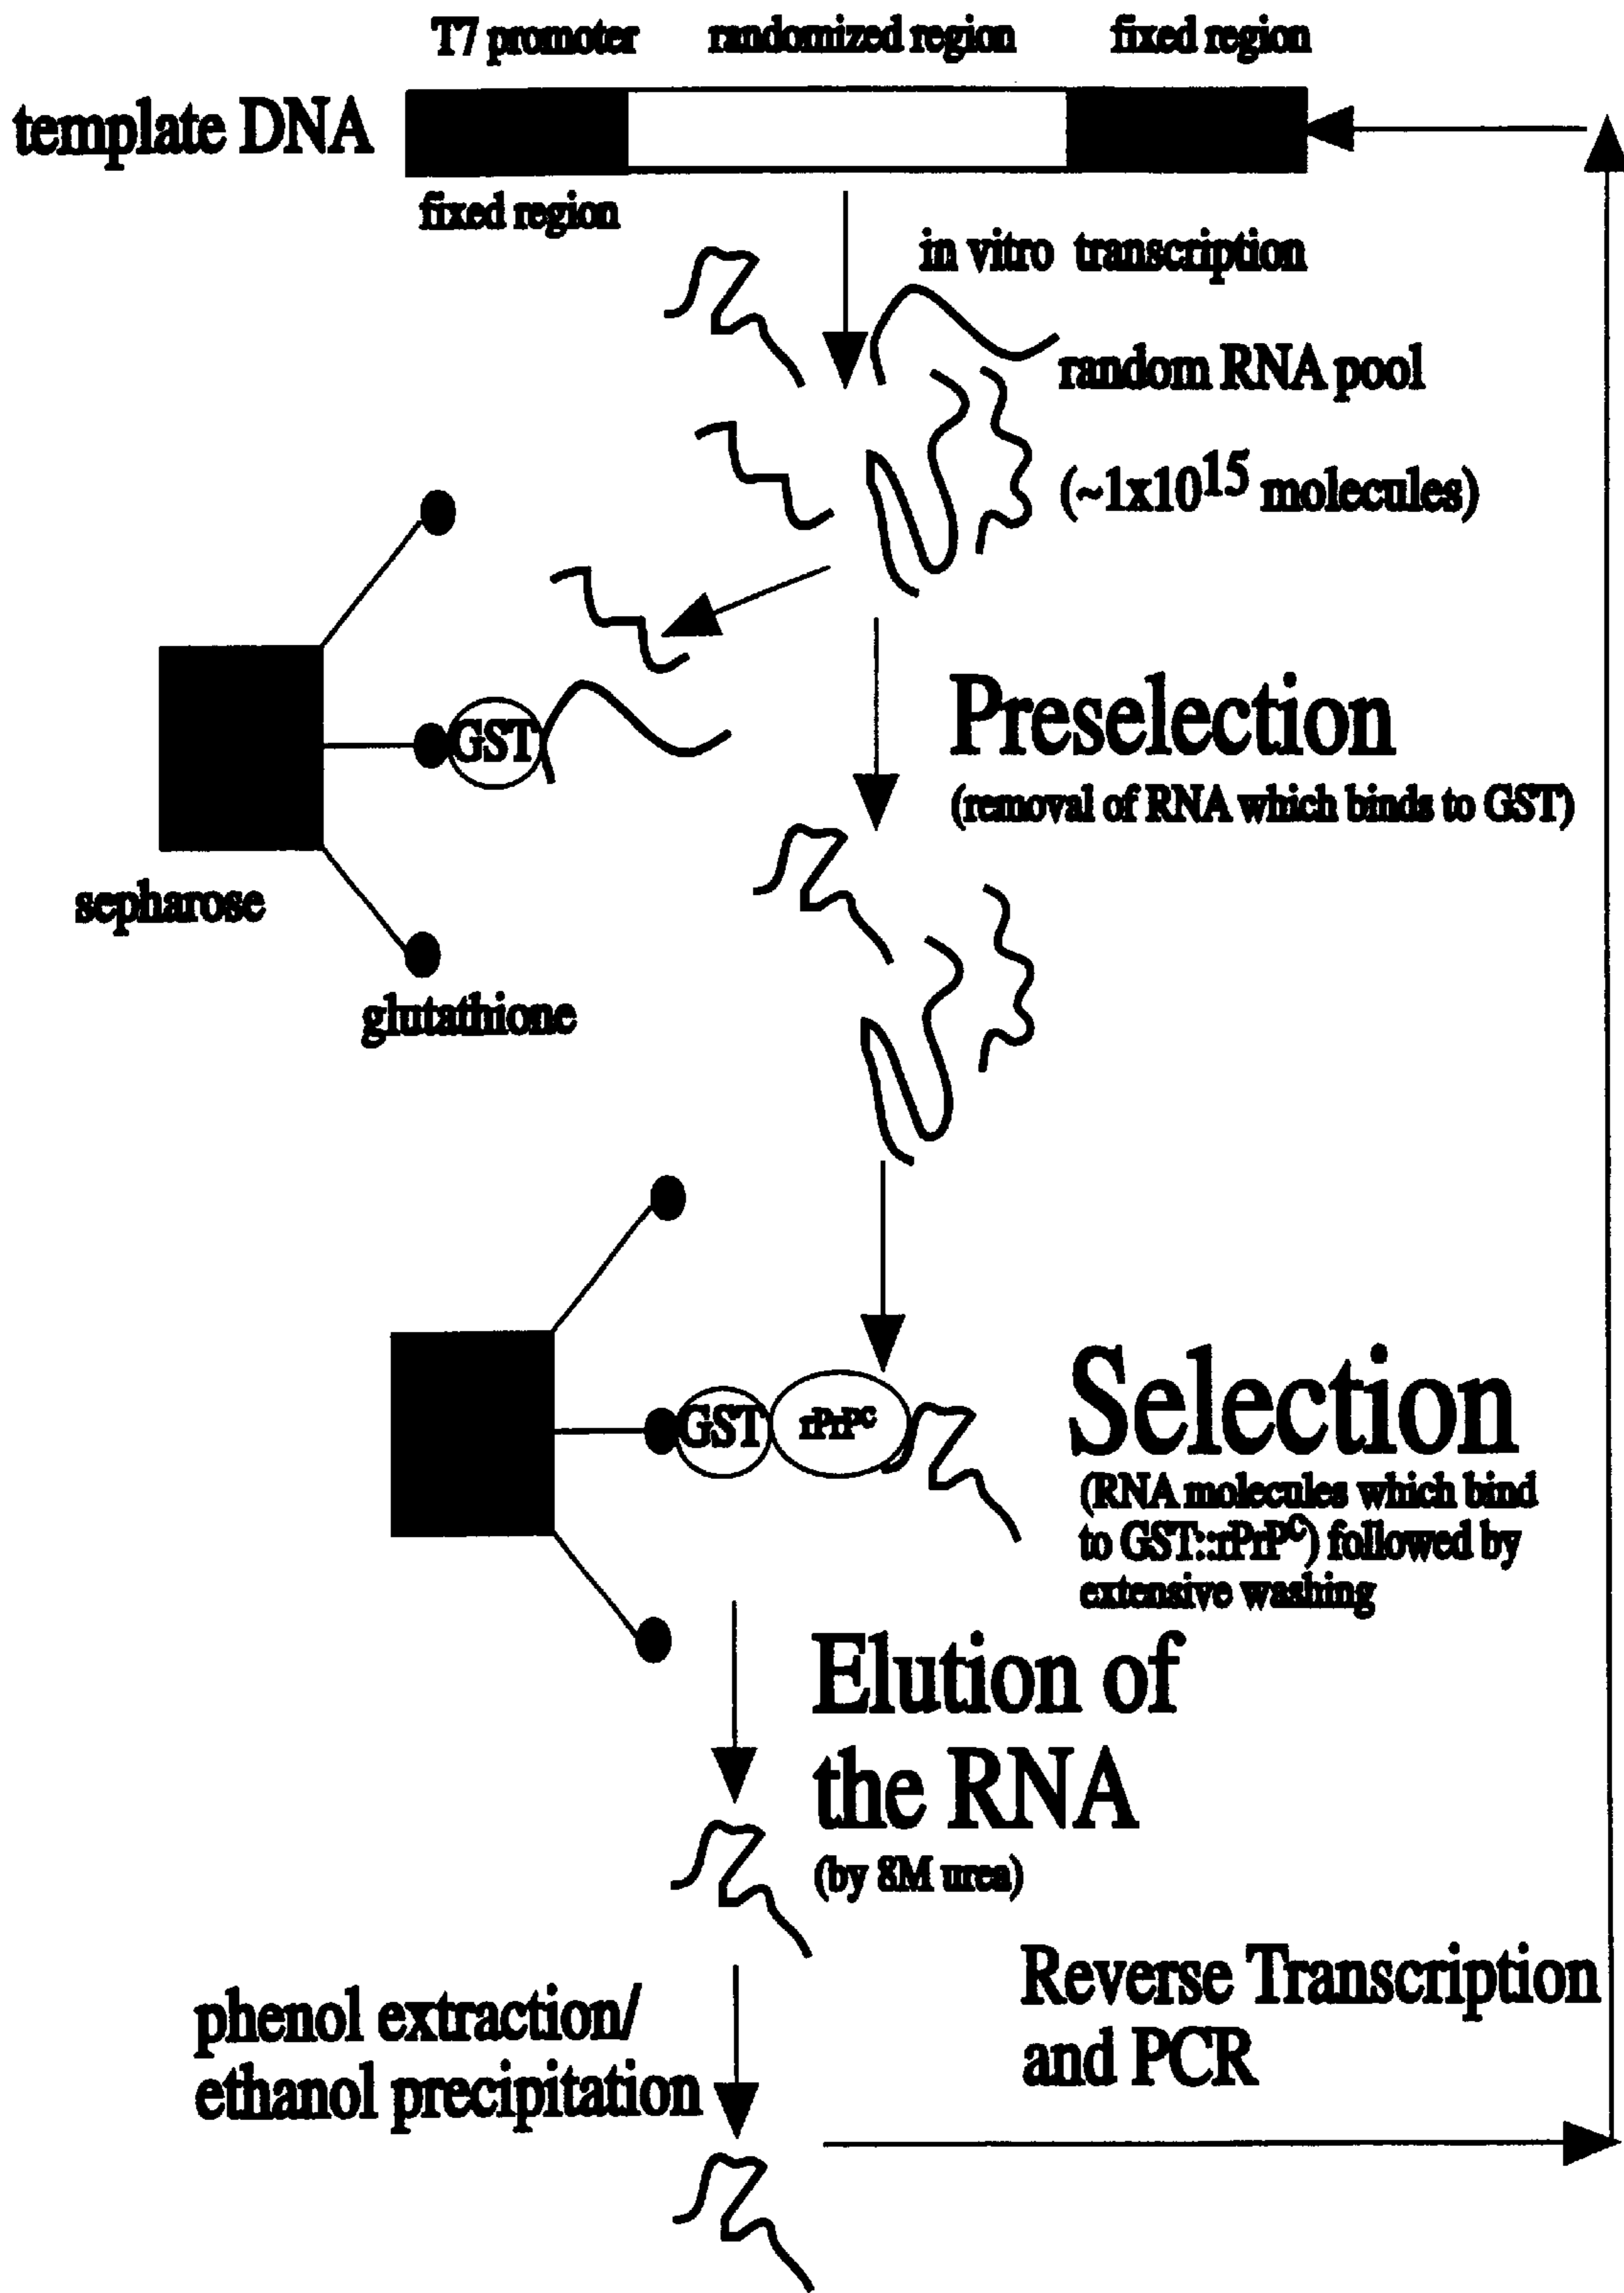 T7 promoter randomized region fixed region
template DNA
fixed region
in vitro transcription
random RNA pool
(~1x10¹⁵ molecules)
GST
Preselection
(removal of RNA which binds to GST)
sepharose
glutathione
GST rPrPᶜ
Selection
(RNA molecules which bind
to GST::rPrPᶜ) followed by
extensive washing
Elution of
the RNA
(by 8M urea)
phenol extraction/
ethanol precipitation
Reverse Transcription
and PCR